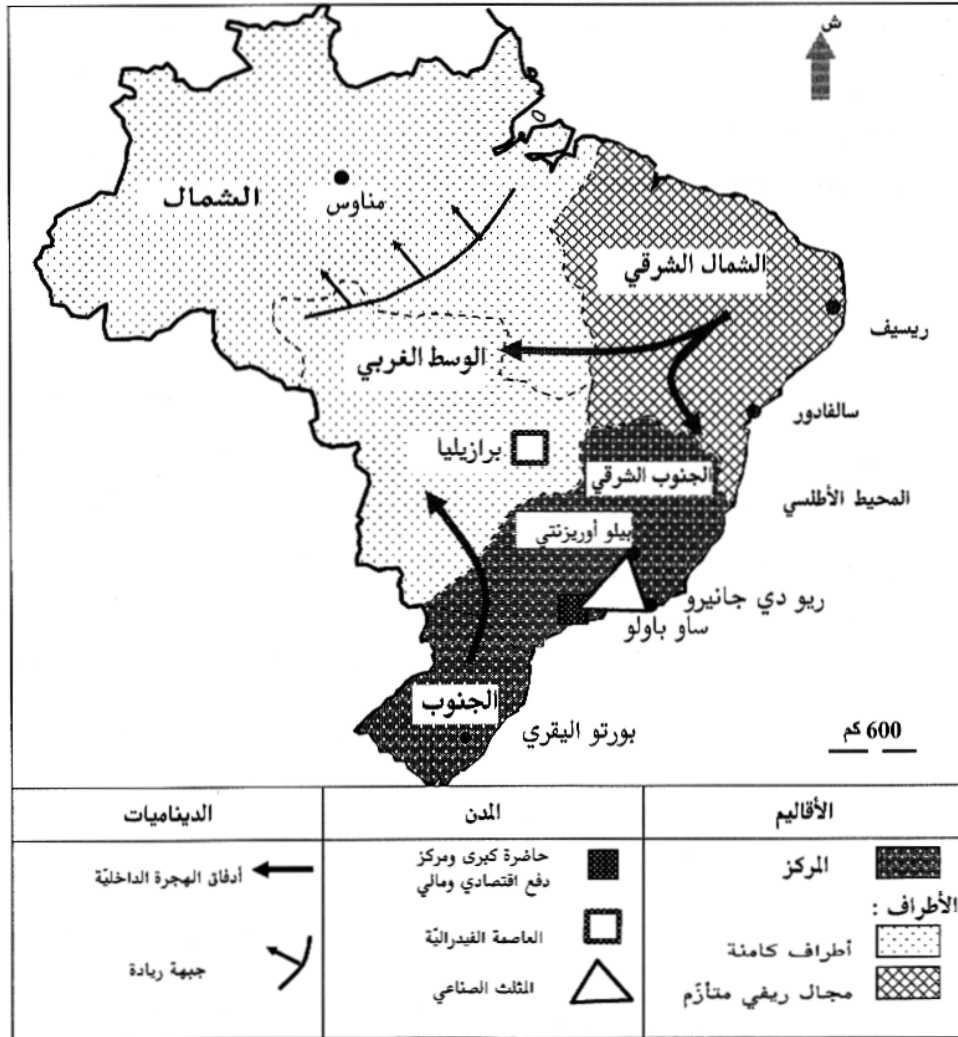 ش
الشمال
مناوس
الشمال الشرقي
ريسيف
الوسط الغربي
سالفادور
برازيليا
الجنوب الشرقي
المحيط الأطلسي
بيلو أوريزنتي
ريو دي جانيرو
ساو باولو
الجنوب
بورتو اليقري
600 كم
الأقاليم
المركز
الأطراف :
أطراف كامنة
مجال ريفي متأزّم
المدن
حاضرة كبرى ومركز
دفع اقتصادي ومالي
العاصمة الفيدراليّة
المثلث الصناعي
الديناميات
أدفاق الهجرة الداخليّة
جبهة ريادة